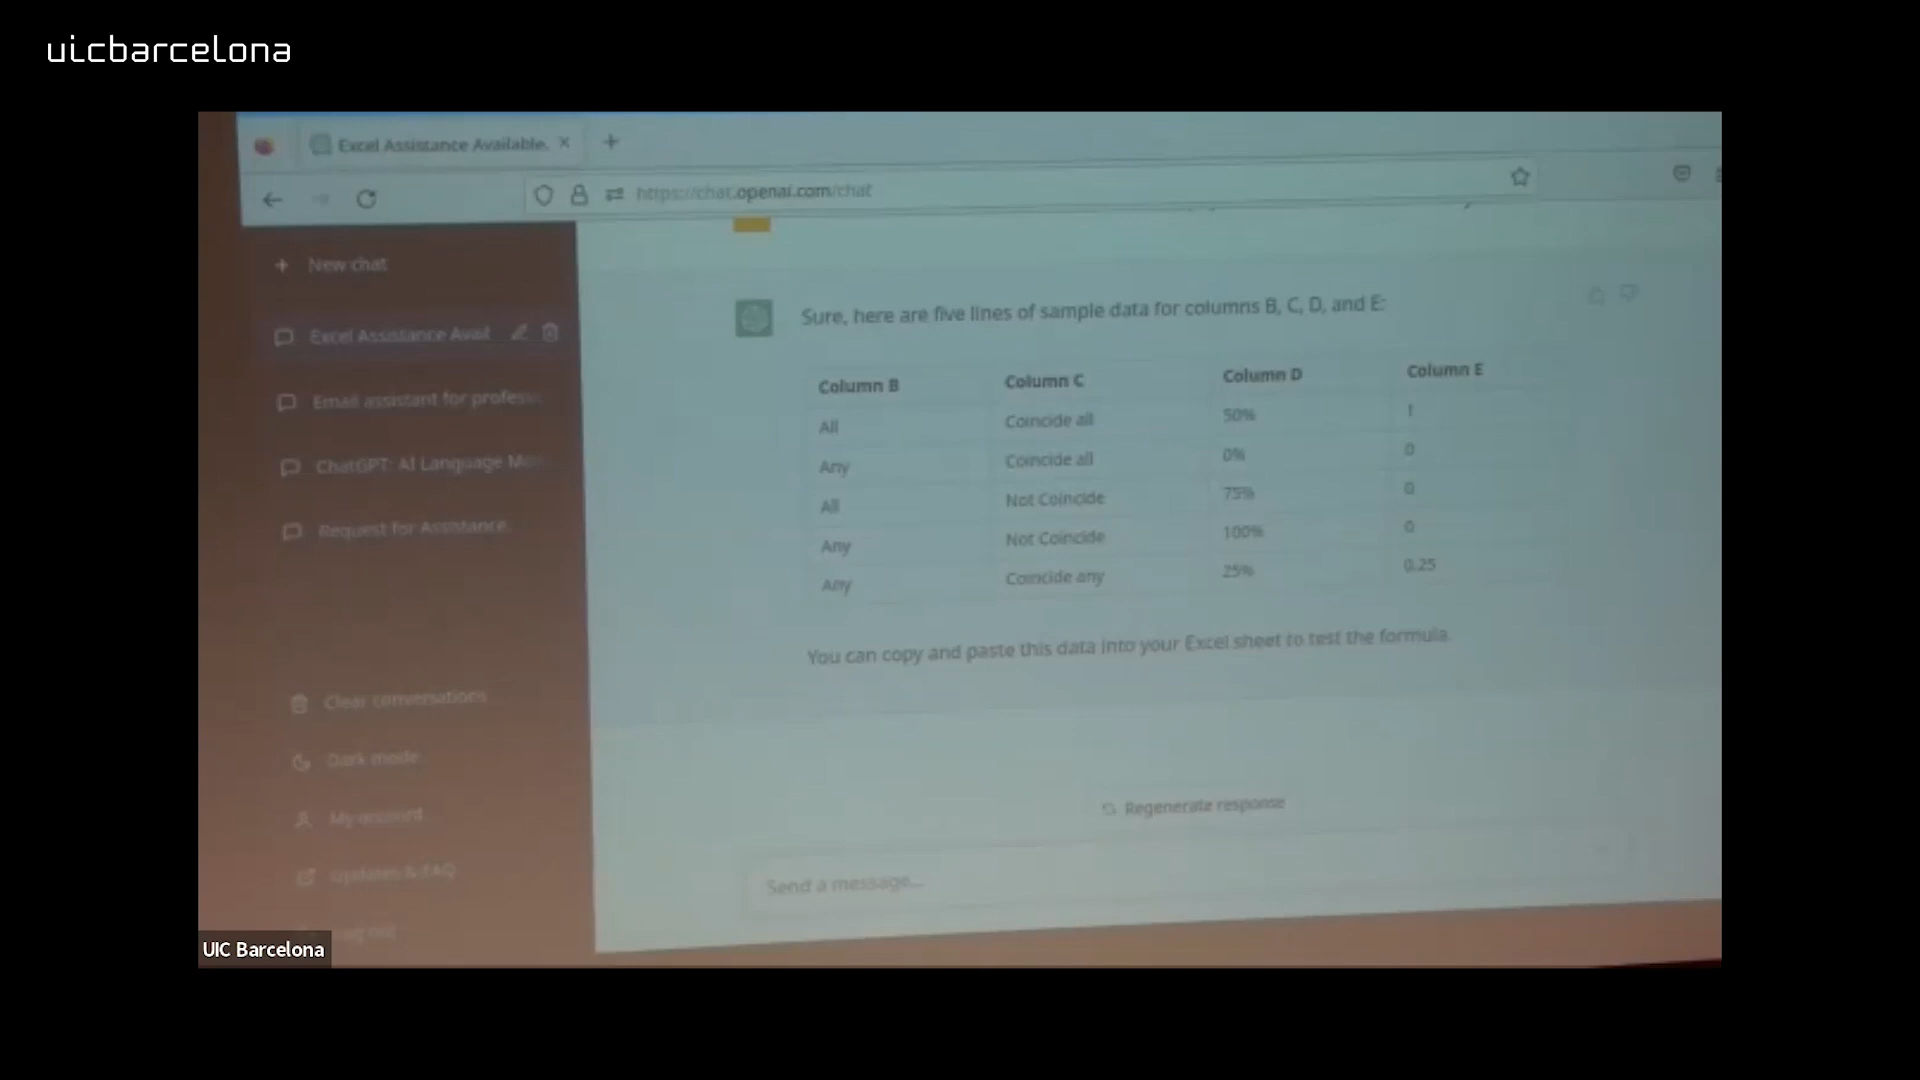 uicbarcelona
Excel Assistance Available.
https://chat.openai.com/chat
New chat
Excel Assistance Avail
Email assistant for profess
ChatGPT: AI Language Mo
Request for Assistance
Clear conversations
Dark mode
My account
Updates & FAQ
Sure, here are five lines of sample data for columns B, C, D, and E:
Column B Column C Column D Column E
All Coincide all 50% 1
Any Coincide all 0% 0
All Not Coincide 75% 0
Any Not Coincide 100% 0
Any Coincide any 25% 0.25
You can copy and paste this data into your Excel sheet to test the formula.
Regenerate response
Send a message...
UIC Barcelona